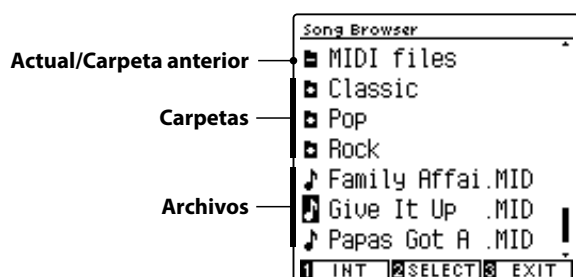 Song Browser
Actual/Carpeta anterior
MIDI files
Carpetas
Classic
Pop
Rock
Archivos
Family Affai.MID
Give It Up .MID
Papas Got A .MID
1 INT 2 SELECT 3 EXIT